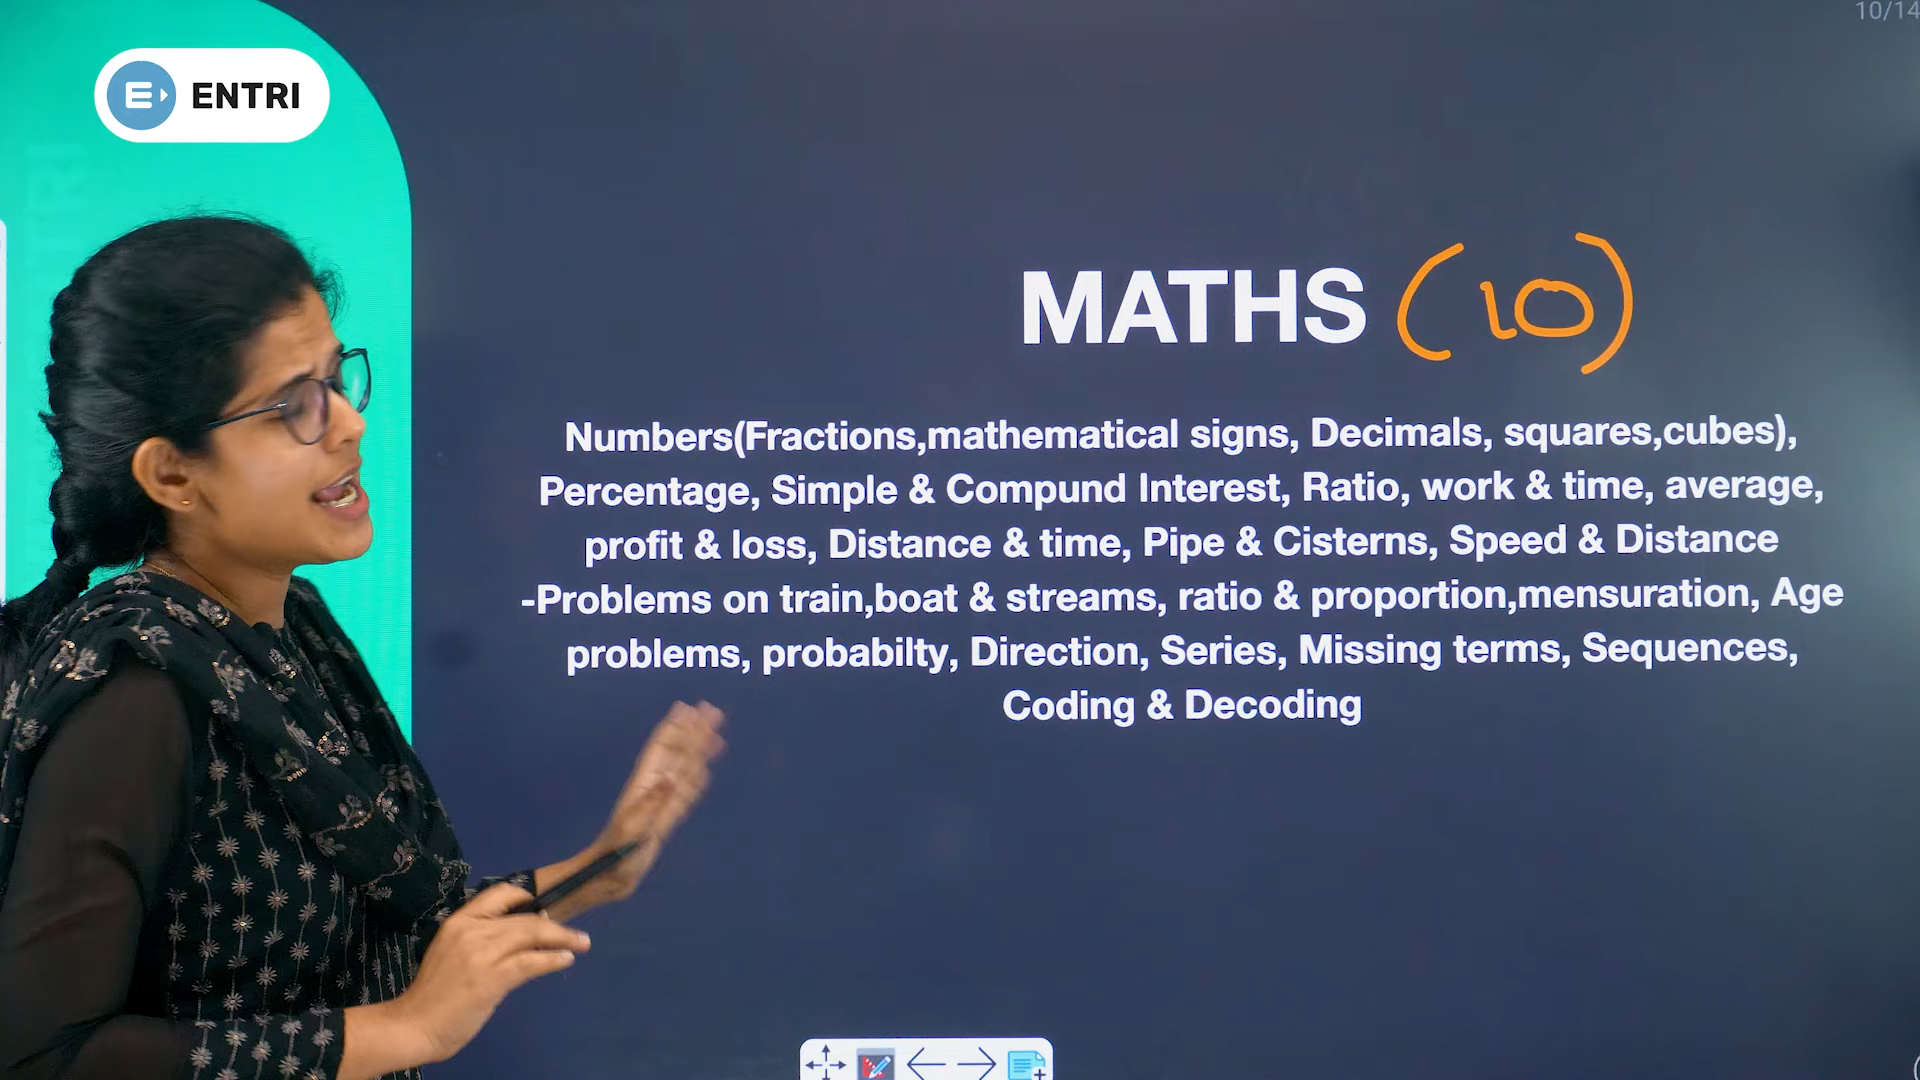 10/14
ENTRI
MATHS (10)
Numbers(Fractions,mathematical signs, Decimals, squares,cubes),
Percentage, Simple & Compund Interest, Ratio, work & time, average,
profit & loss, Distance & time, Pipe & Cisterns, Speed & Distance
-Problems on train,boat & streams, ratio & proportion,mensuration, Age
problems, probabilty, Direction, Series, Missing terms, Sequences,
Coding & Decoding